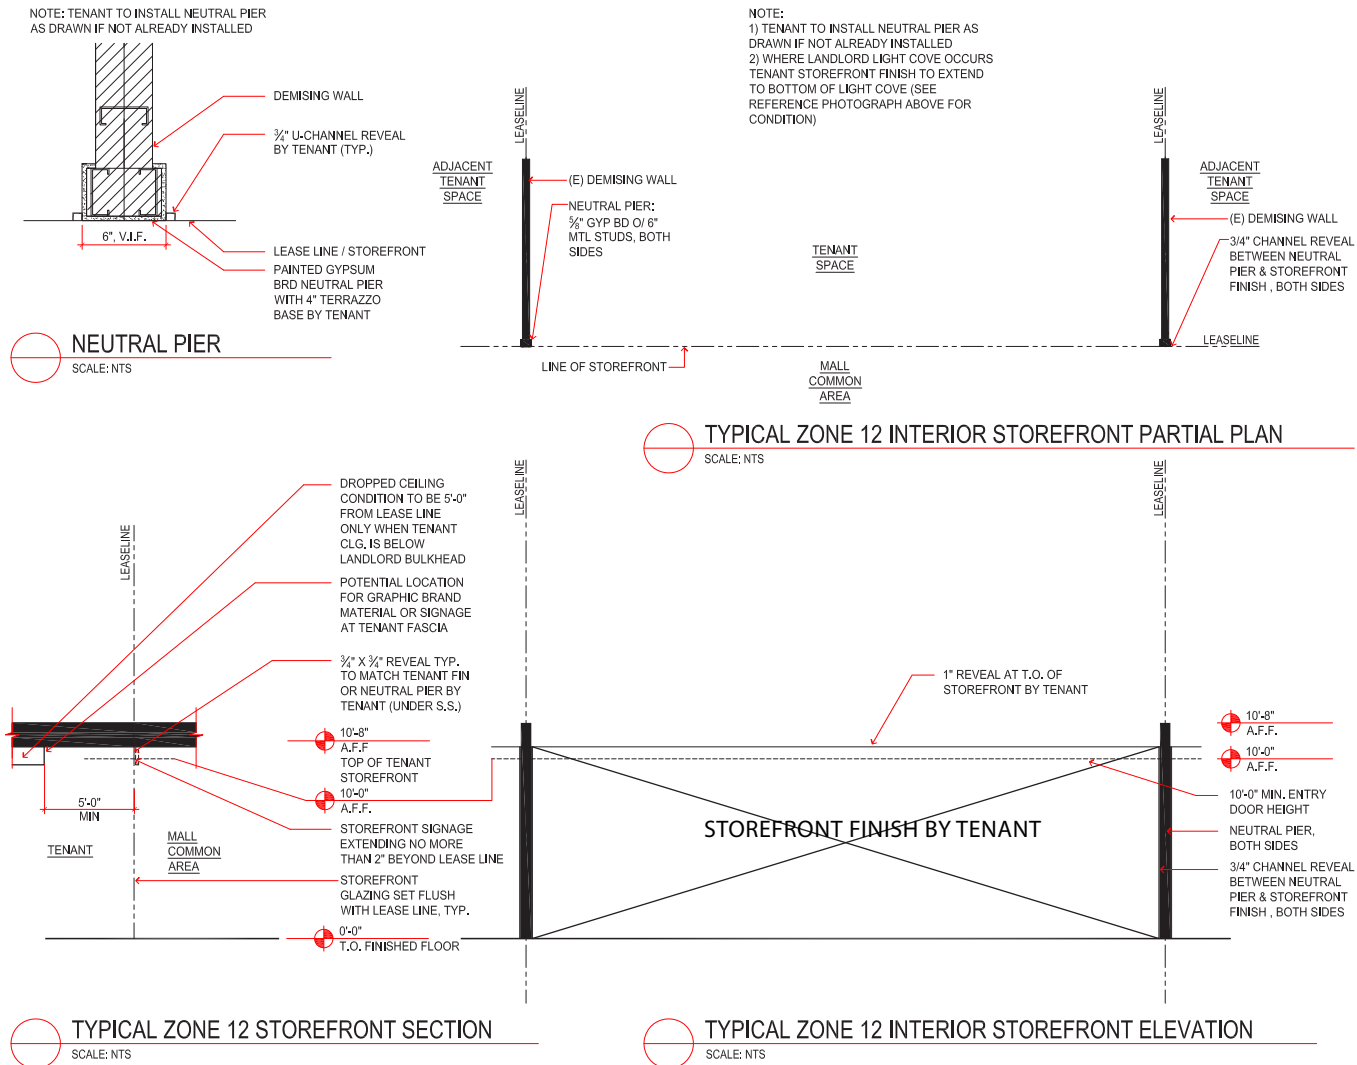 NOTE: TENANT TO INSTALL NEUTRAL PIER
AS DRAWN IF NOT ALREADY INSTALLED
DEMISING WALL
¾" U-CHANNEL REVEAL
BY TENANT (TYP.)
6", V.I.F.
LEASE LINE / STOREFRONT
PAINTED GYPSUM
BRD NEUTRAL PIER
WITH 4" TERRAZZO
BASE BY TENANT
NEUTRAL PIER
SCALE: NTS
NOTE:
1) TENANT TO INSTALL NEUTRAL PIER AS
DRAWN IF NOT ALREADY INSTALLED
2) WHERE LANDLORD LIGHT COVE OCCURS
TENANT STOREFRONT FINISH TO EXTEND
TO BOTTOM OF LIGHT COVE (SEE
REFERENCE PHOTOGRAPH ABOVE FOR
CONDITION)
LEASELINE
LEASELINE
ADJACENT
TENANT
SPACE
(E) DEMISING WALL
NEUTRAL PIER:
⅝" GYP BD O/ 6"
MTL STUDS, BOTH
SIDES
TENANT
SPACE
ADJACENT
TENANT
SPACE
(E) DEMISING WALL
3/4" CHANNEL REVEAL
BETWEEN NEUTRAL
PIER & STOREFRONT
FINISH , BOTH SIDES
LEASELINE
LINE OF STOREFRONT
MALL
COMMON
AREA
TYPICAL ZONE 12 INTERIOR STOREFRONT PARTIAL PLAN
SCALE: NTS
LEASELINE
DROPPED CEILING
CONDITION TO BE 5'-0"
FROM LEASE LINE
ONLY WHEN TENANT
CLG. IS BELOW
LANDLORD BULKHEAD
POTENTIAL LOCATION
FOR GRAPHIC BRAND
MATERIAL OR SIGNAGE
AT TENANT FASCIA
¾" X ¾" REVEAL TYP.
TO MATCH TENANT FIN
OR NEUTRAL PIER BY
TENANT (UNDER S.S.)
10'-8"
A.F.F
TOP OF TENANT
STOREFRONT
10'-0"
A.F.F.
5'-0"
MIN
TENANT
MALL
COMMON
AREA
STOREFRONT SIGNAGE
EXTENDING NO MORE
THAN 2" BEYOND LEASE LINE
STOREFRONT
GLAZING SET FLUSH
WITH LEASE LINE, TYP.
0'-0"
T.O. FINISHED FLOOR
TYPICAL ZONE 12 STOREFRONT SECTION
SCALE: NTS
LEASELINE
LEASELINE
1" REVEAL AT T.O. OF
STOREFRONT BY TENANT
10'-8"
A.F.F.
10'-0"
A.F.F.
10'-0" MIN. ENTRY
DOOR HEIGHT
STOREFRONT FINISH BY TENANT
NEUTRAL PIER,
BOTH SIDES
3/4" CHANNEL REVEAL
BETWEEN NEUTRAL
PIER & STOREFRONT
FINISH , BOTH SIDES
TYPICAL ZONE 12 INTERIOR STOREFRONT ELEVATION
SCALE: NTS